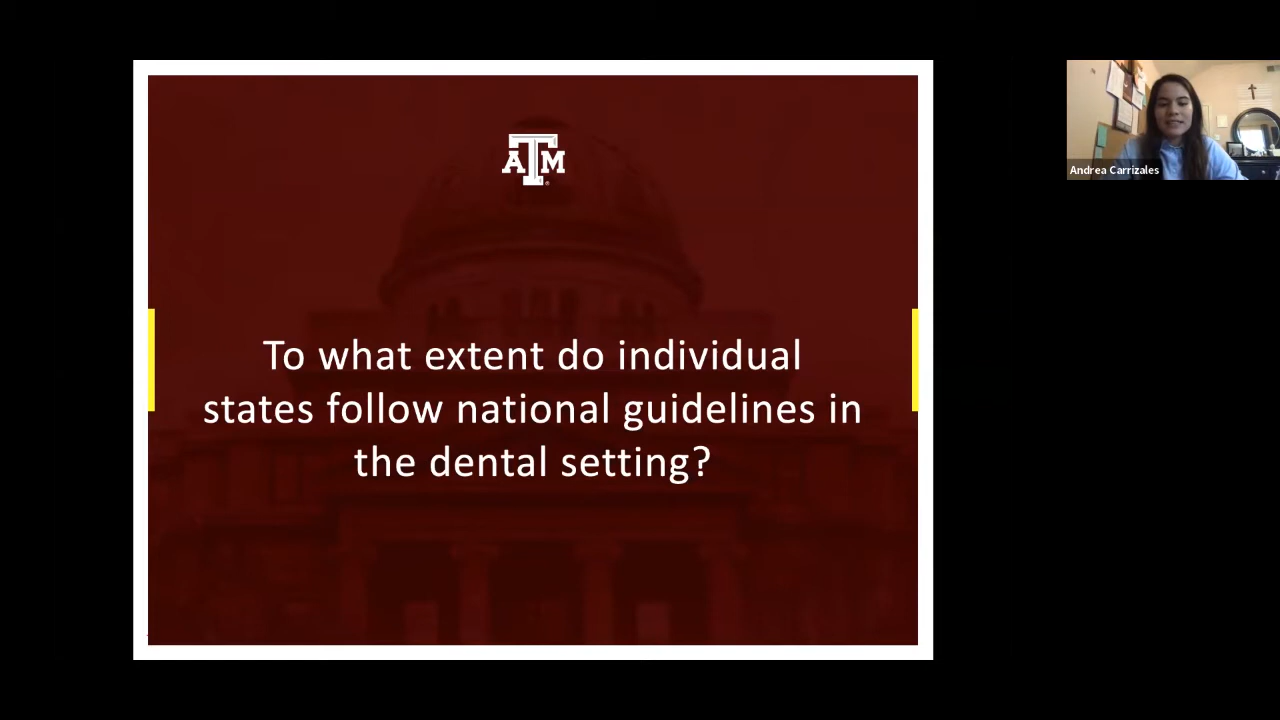 ATM
To what extent do individual
states follow national guidelines in
the dental setting?
Andrea Carrizales